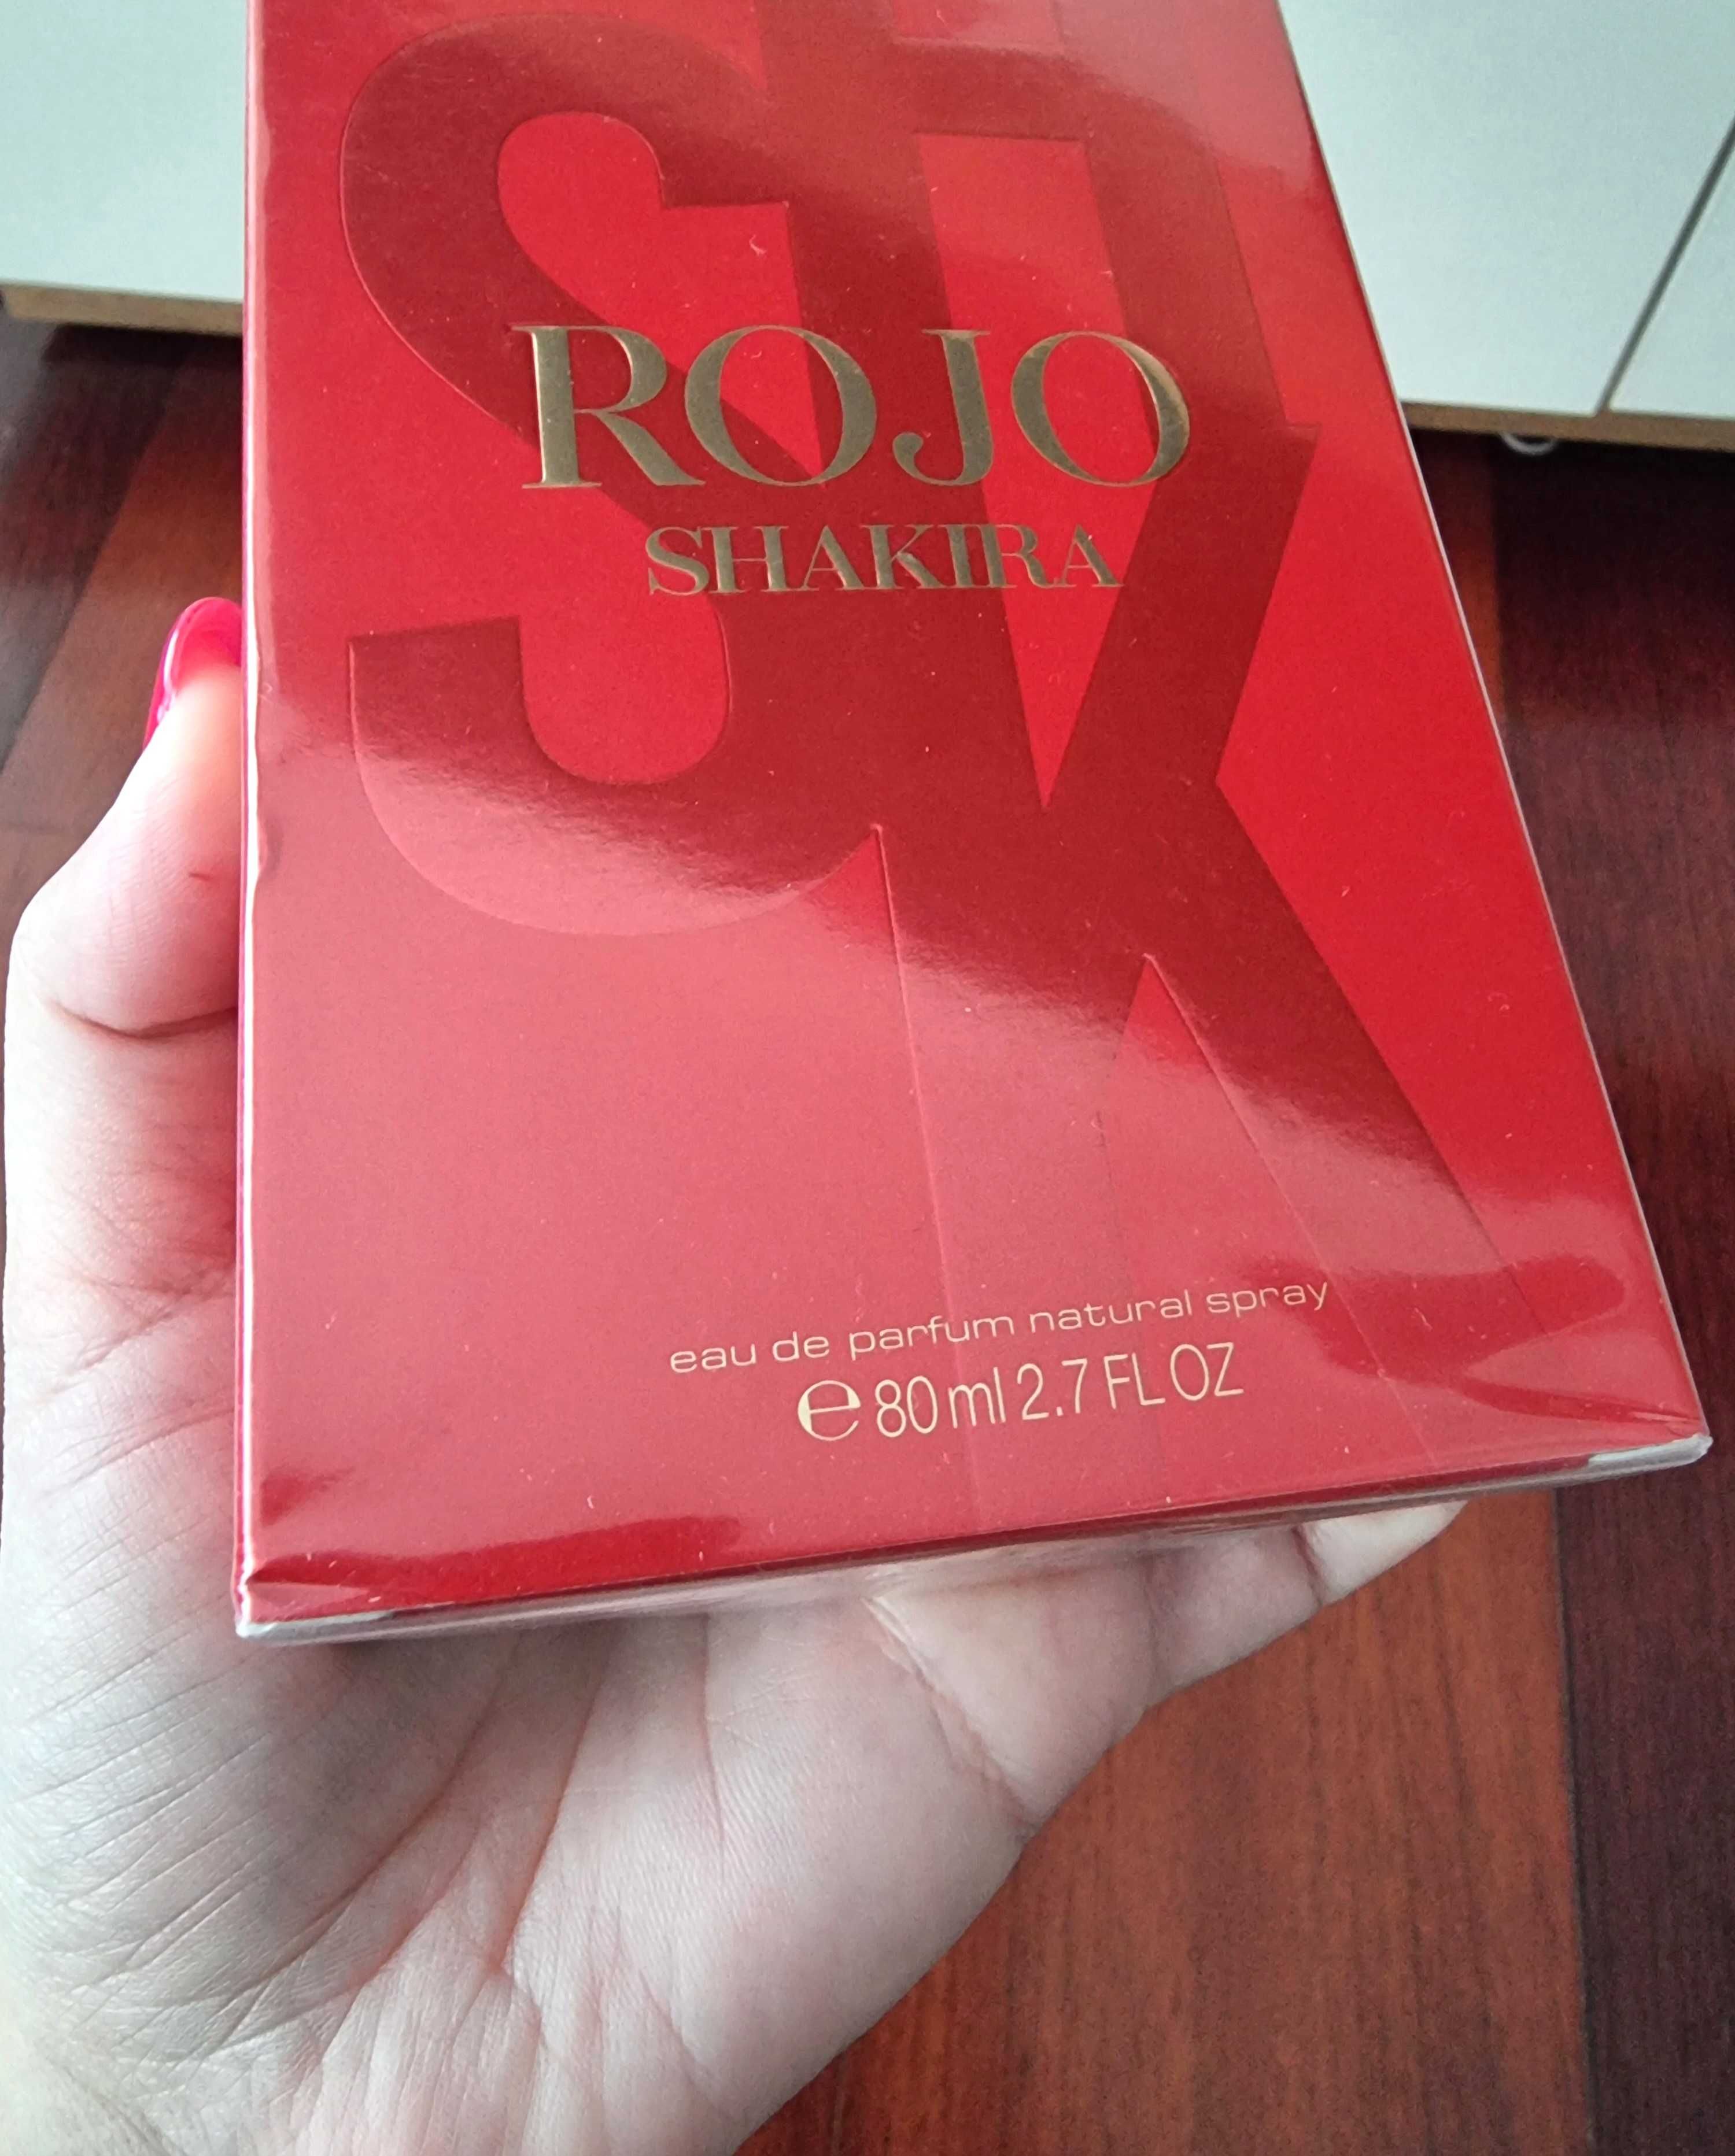 ROJO
SHAKIRA
eau de parfum natural spray
℮ 80 ml 2.7 FL OZ